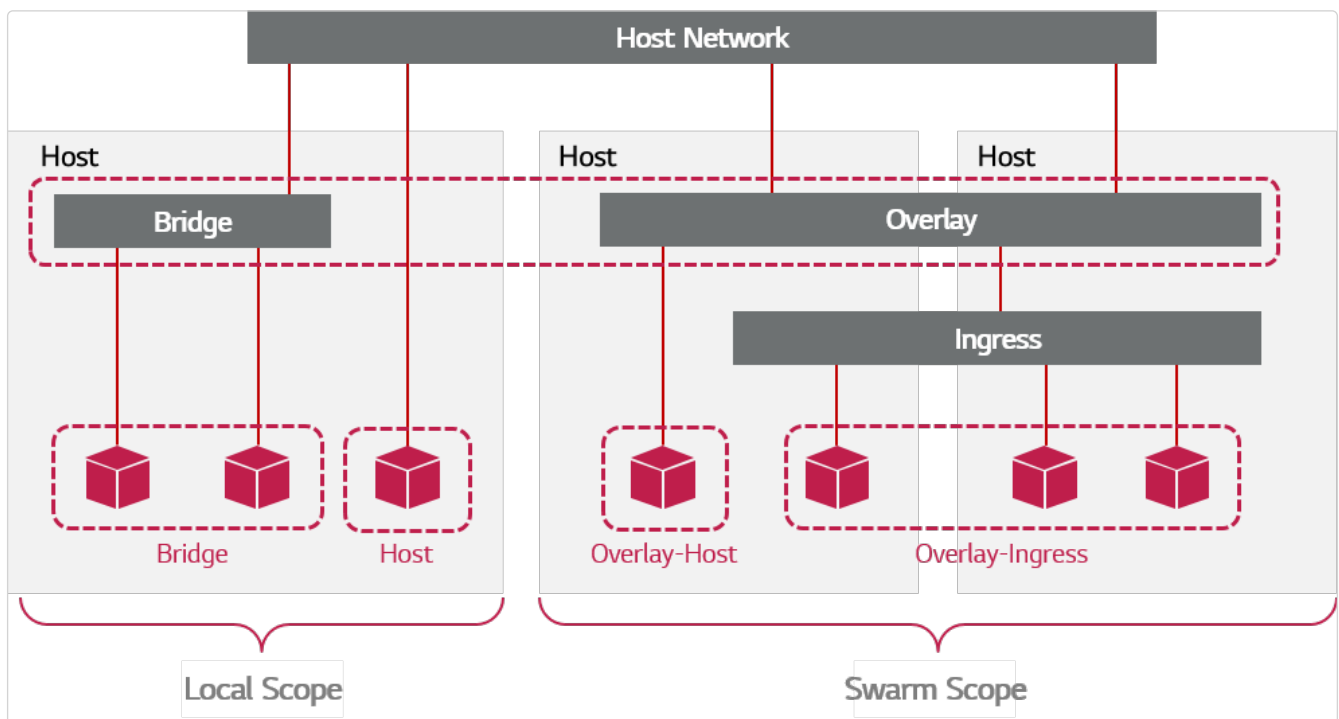 Host Network
Host
Host
Host
Bridge
Overlay
Ingress
Bridge
Host
Overlay-Host
Overlay-Ingress
Local Scope
Swarm Scope